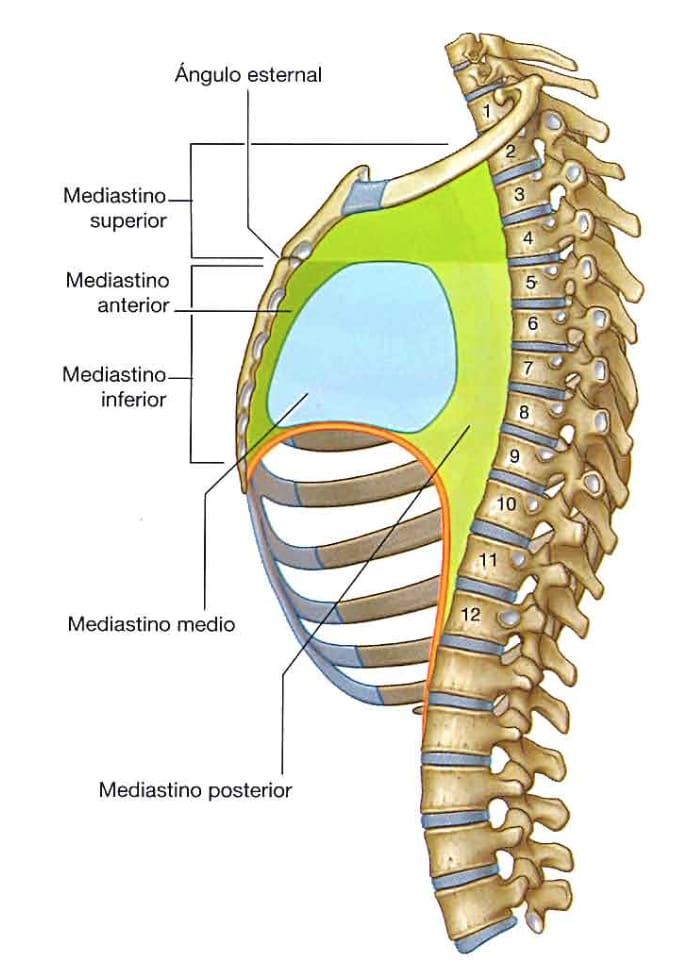 Ángulo esternal
Mediastino
superior
Mediastino
anterior
Mediastino
inferior
Mediastino medio
Mediastino posterior
1
2
3
4
5
6
7
8
9
10
11
12